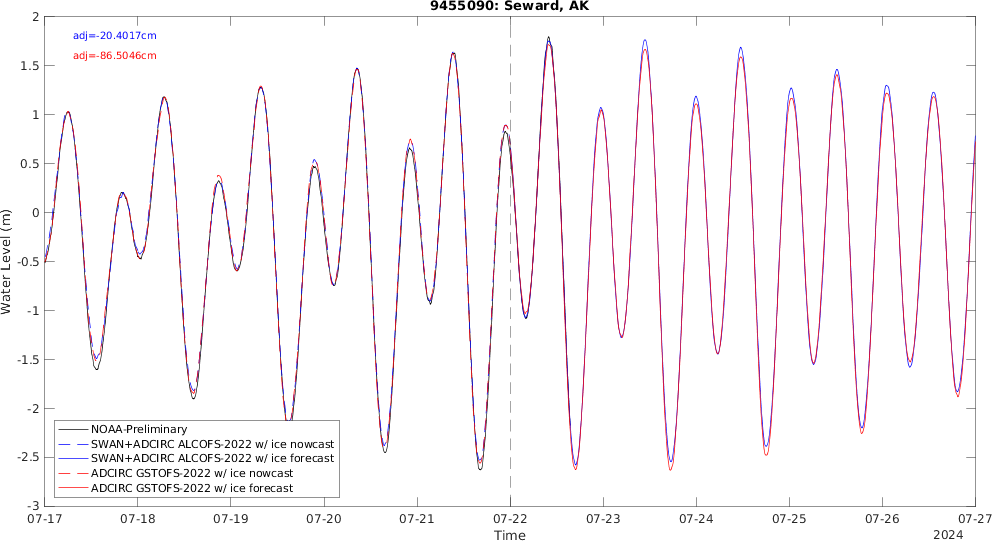 9455090: Seward, AK
adj=-20.4017cm
adj=-86.5046cm
Water Level (m)
2
1.5
1
0.5
0
-0.5
-1
-1.5
-2
-2.5
-3
NOAA-Preliminary
SWAN+ADCIRC ALCOFS-2022 w/ ice nowcast
SWAN+ADCIRC ALCOFS-2022 w/ ice forecast
ADCIRC GSTOFS-2022 w/ ice nowcast
ADCIRC GSTOFS-2022 w/ ice forecast
07-17 07-18 07-19 07-20 07-21 07-22 07-23 07-24 07-25 07-26 07-27
Time
2024